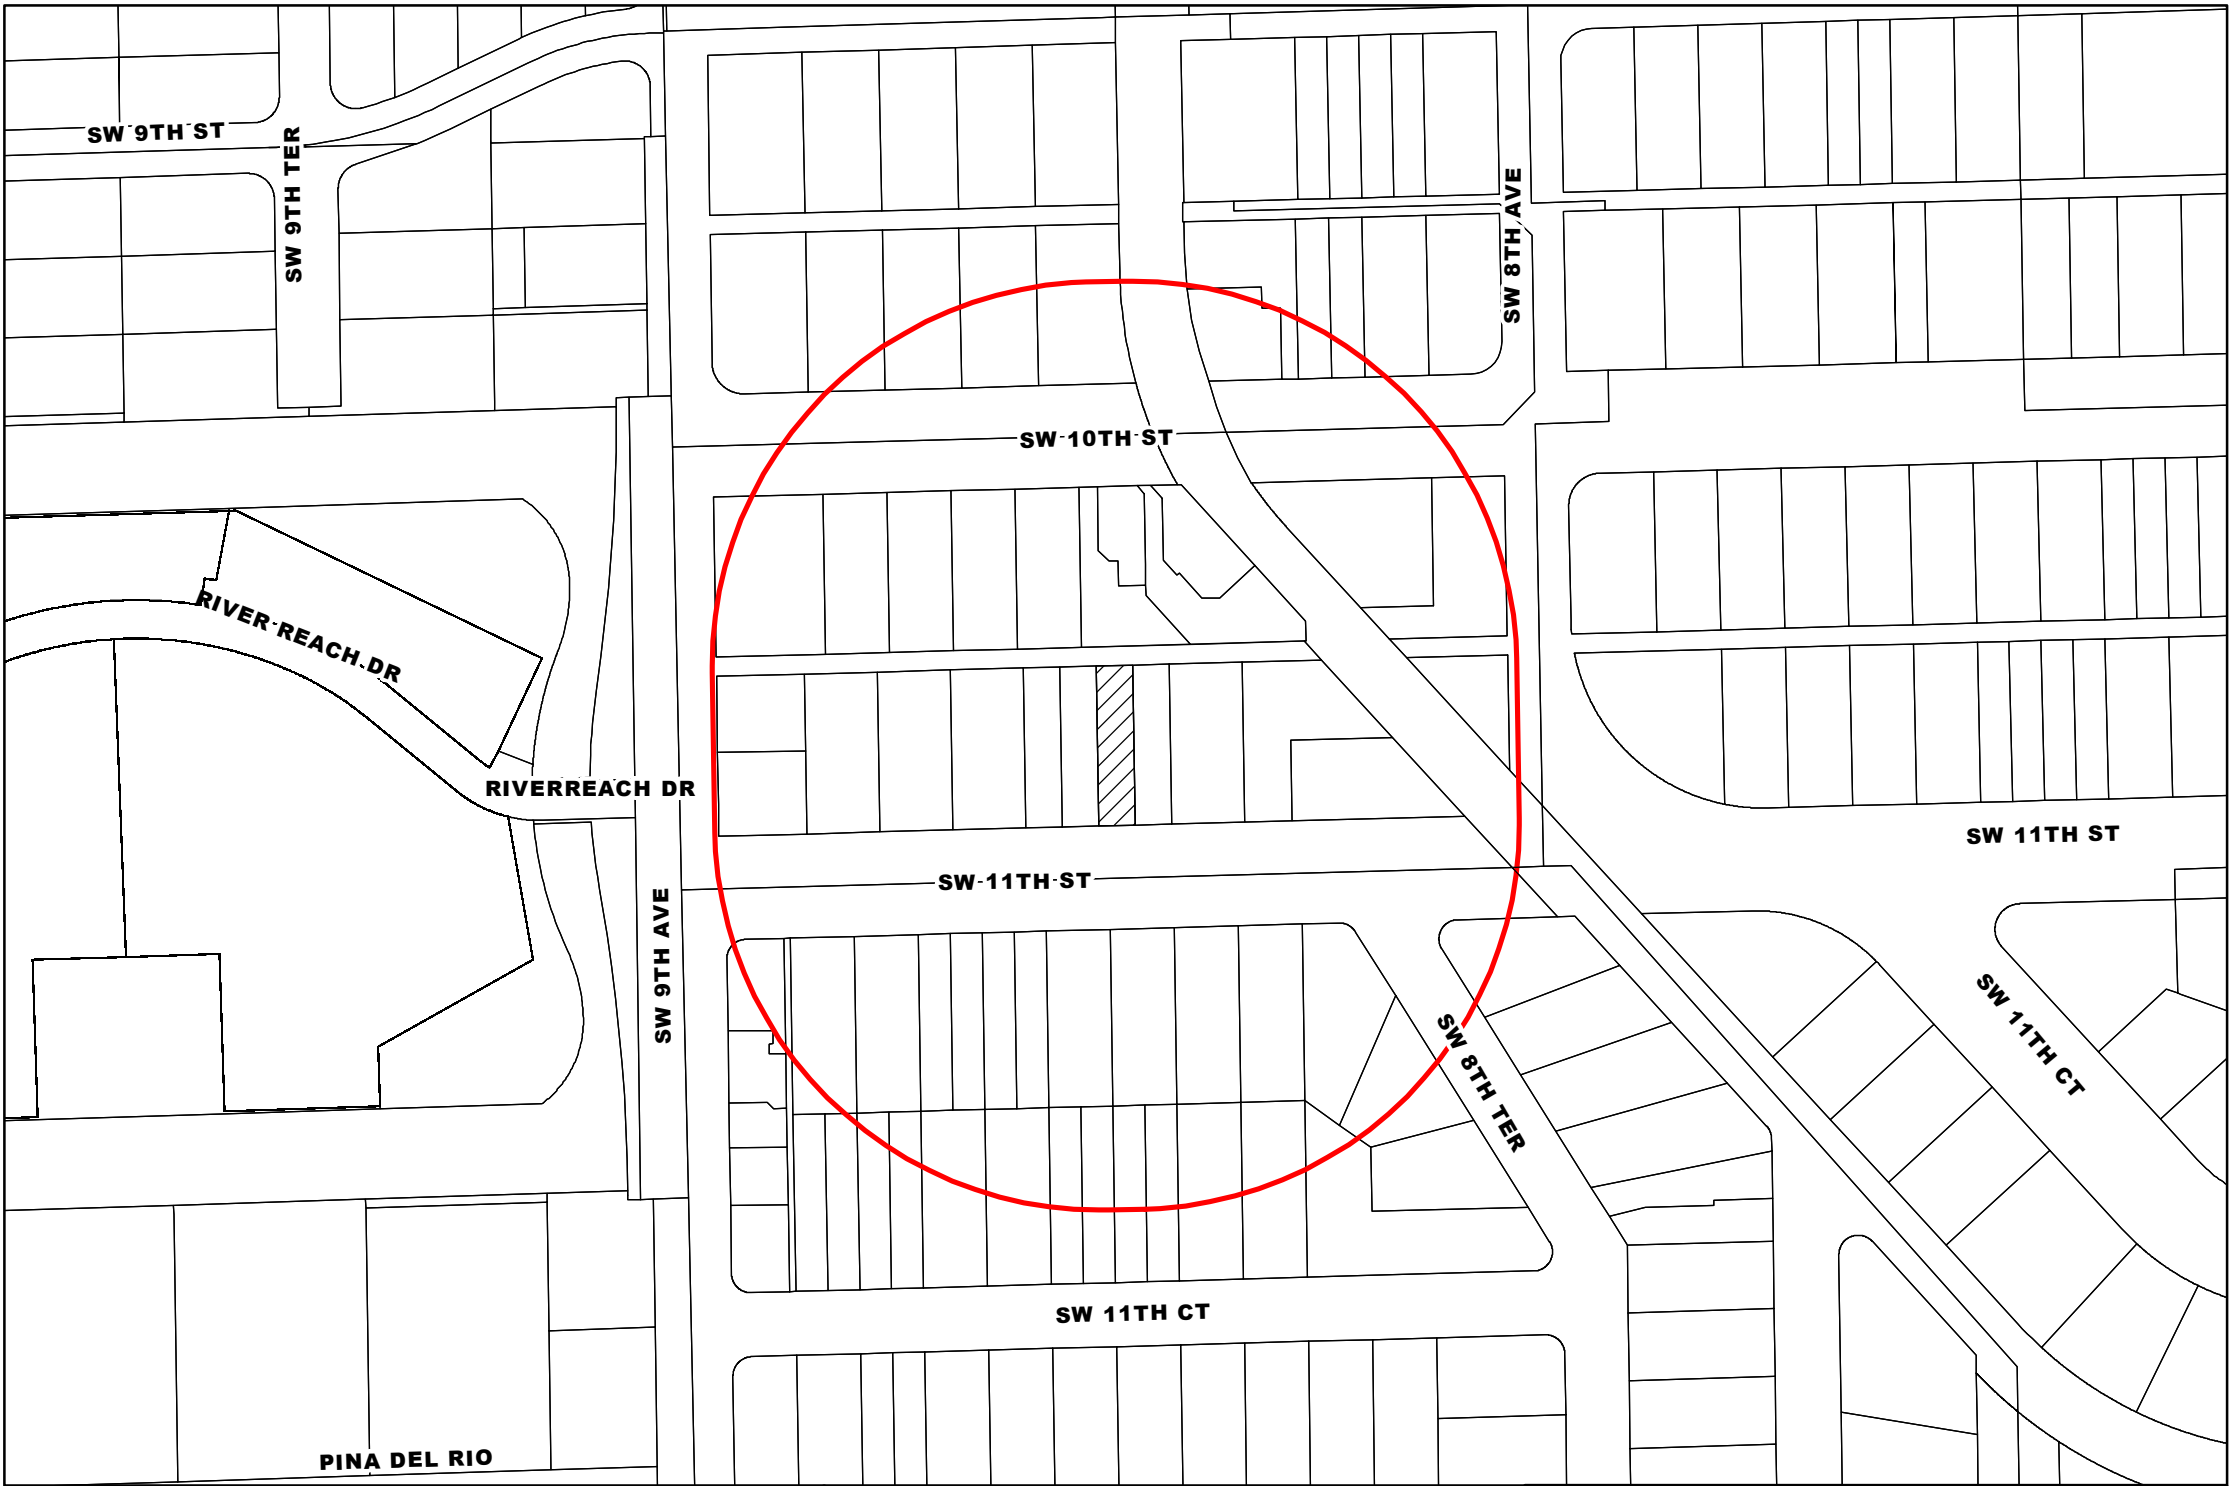 SW 9TH ST
SW 9TH TER
SW 8TH AVE
SW 10TH ST
RIVER REACH DR
RIVERREACH DR
SW 11TH ST
SW 11TH ST
SW 9TH AVE
SW 8TH TER
SW 11TH CT
SW 11TH CT
PINA DEL RIO